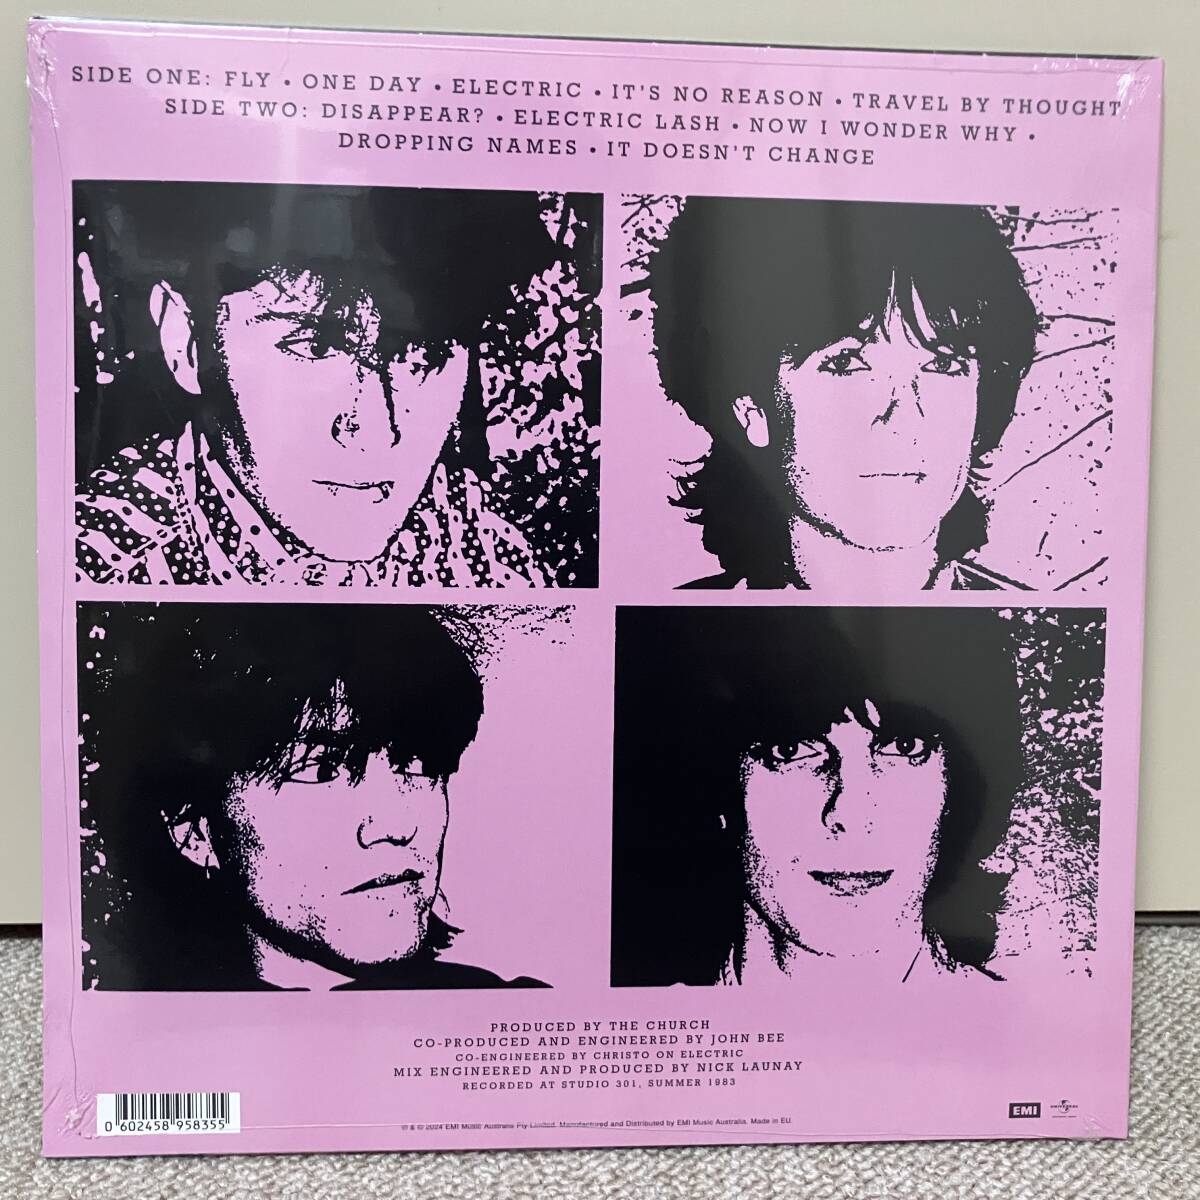 SIDE ONE: FLY • ONE DAY • ELECTRIC • IT'S NO REASON • TRAVEL BY THOUGHT
SIDE TWO: DISAPPEAR? • ELECTRIC LASH • NOW I WONDER WHY •
DROPPING NAMES • IT DOESN'T CHANGE
PRODUCED BY THE CHURCH
CO-PRODUCED AND ENGINEERED BY JOHN BEE
CO-ENGINEERED BY CHRISTO ON ELECTRIC
MIX ENGINEERED AND PRODUCED BY NICK LAUNAY
RECORDED AT STUDIO 301, SUMMER 1983
0 602458 958355
℗ & © 2024 EMI Music Australia Pty Limited. Manufactured and Distributed by EMI Music Australia. Made in EU.
EMI
UNIVERSAL